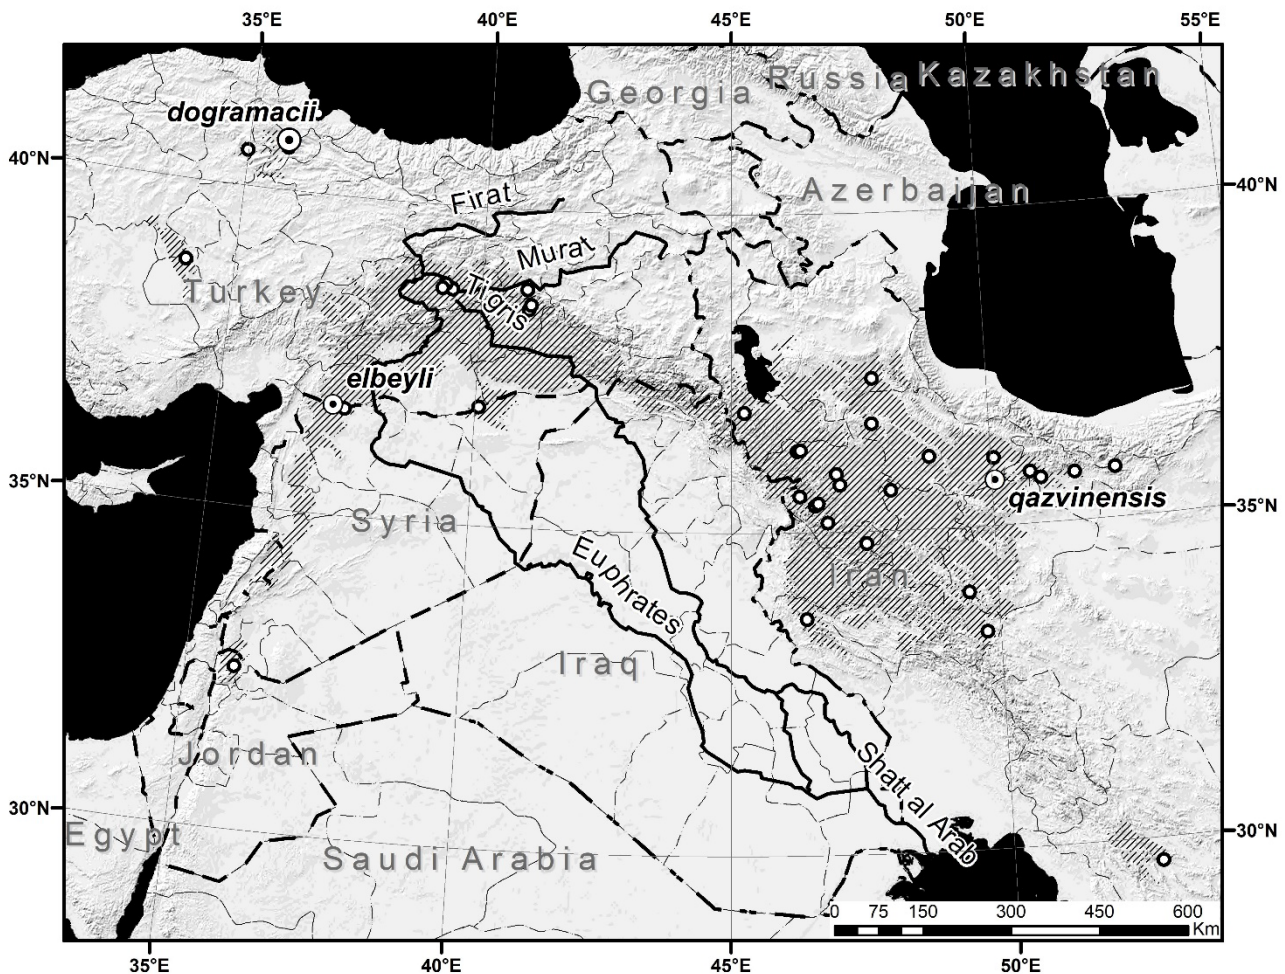 35°E 40°E 45°E 50°E 55°E
Russia Kazakhstan
Georgia
dogramacii
40°N 40°N
Azerbaijan
Firat
Murat
Turkey
Tigris
elbeyli
35°N 35°N
qazvinensis
Syria
Euphrates
Iran
Iraq
Jordan
Shatt al Arab
30°N 30°N
Egypt
Saudi Arabia
0 75 150 300 450 600
Km
35°E 40°E 45°E 50°E